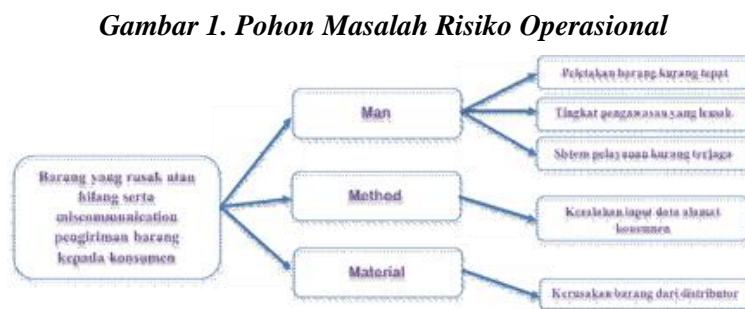 Gambar 1. Pohon Masalah Risiko Operasional
Barang yang rusak atau
hilang serta
miscommunication
pengiriman barang
kepada konsumen
Man
Method
Material
Peletakan barang kurang tepat
Tingkat pengawasan yang lemah
Sistem pelayanan kurang terjaga
Kesalahan input data alamat
konsumen
Kerusakan barang dari distributor